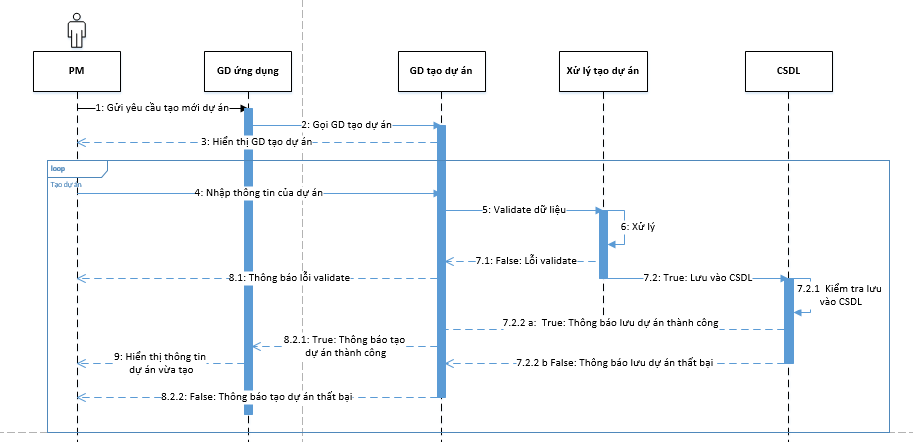 PM
GD ứng dụng
GD tạo dự án
Xử lý tạo dự án
CSDL
1: Gửi yêu cầu tạo mới dự án
2: Gọi GD tạo dự án
3: Hiển thị GD tạo dự án
loop
Tạo dự án
4: Nhập thông tin của dự án
5: Validate dữ liệu
6: Xử lý
7.1: False: Lỗi validate
8.1: Thông báo lỗi validate
7.2: True: Lưu vào CSDL
7.2.1 Kiểm tra lưu
vào CSDL
7.2.2 a: True: Thông báo lưu dự án thành công
8.2.1: True: Thông báo tạo
dự án thành công
9: Hiển thị thông tin
dự án vừa tạo
7.2.2 b False: Thông báo lưu dự án thất bại
8.2.2: False: Thông báo tạo dự án thất bại